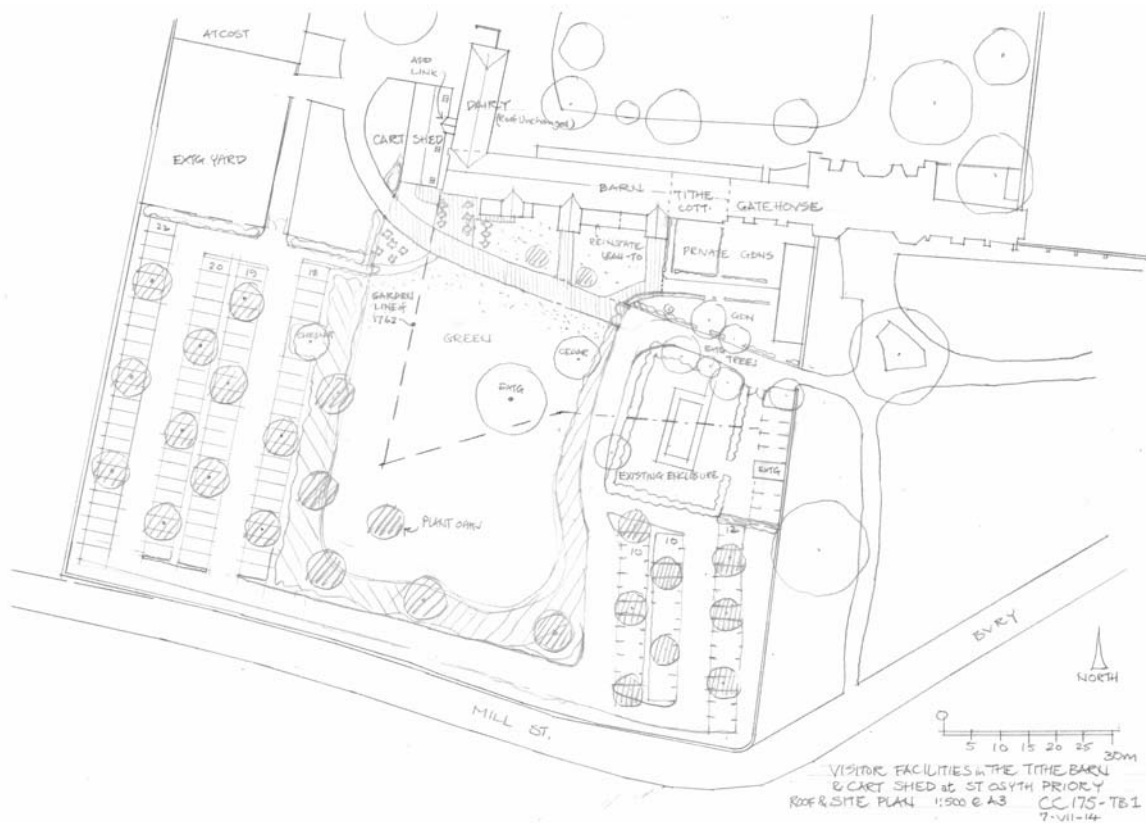 ATCOST
ADD
LINK
DAIRY
(Roof Unchanged)
CART SHED
EXTG YARD
BARN
TITHE
COTT.
GATEHOUSE
REINSTATE
LEAN-TO
PRIVATE GDNS
22
20
19
18
GARDEN
LINE of
1762
GREEN
GDN
EXTG
TREES
CEDAR
EXTG
EXISTING ENCLOSURE
EXTG
PLANT OAK
10
10
12
MILL ST.
BURY
NORTH
0
5 10 15 20 25 30m
VISITOR FACILITIES in THE TITHE BARN
& CART SHED at ST OSYTH PRIORY
ROOF & SITE PLAN 1:500 @ A3 CC 175-TB1
7-VII-14